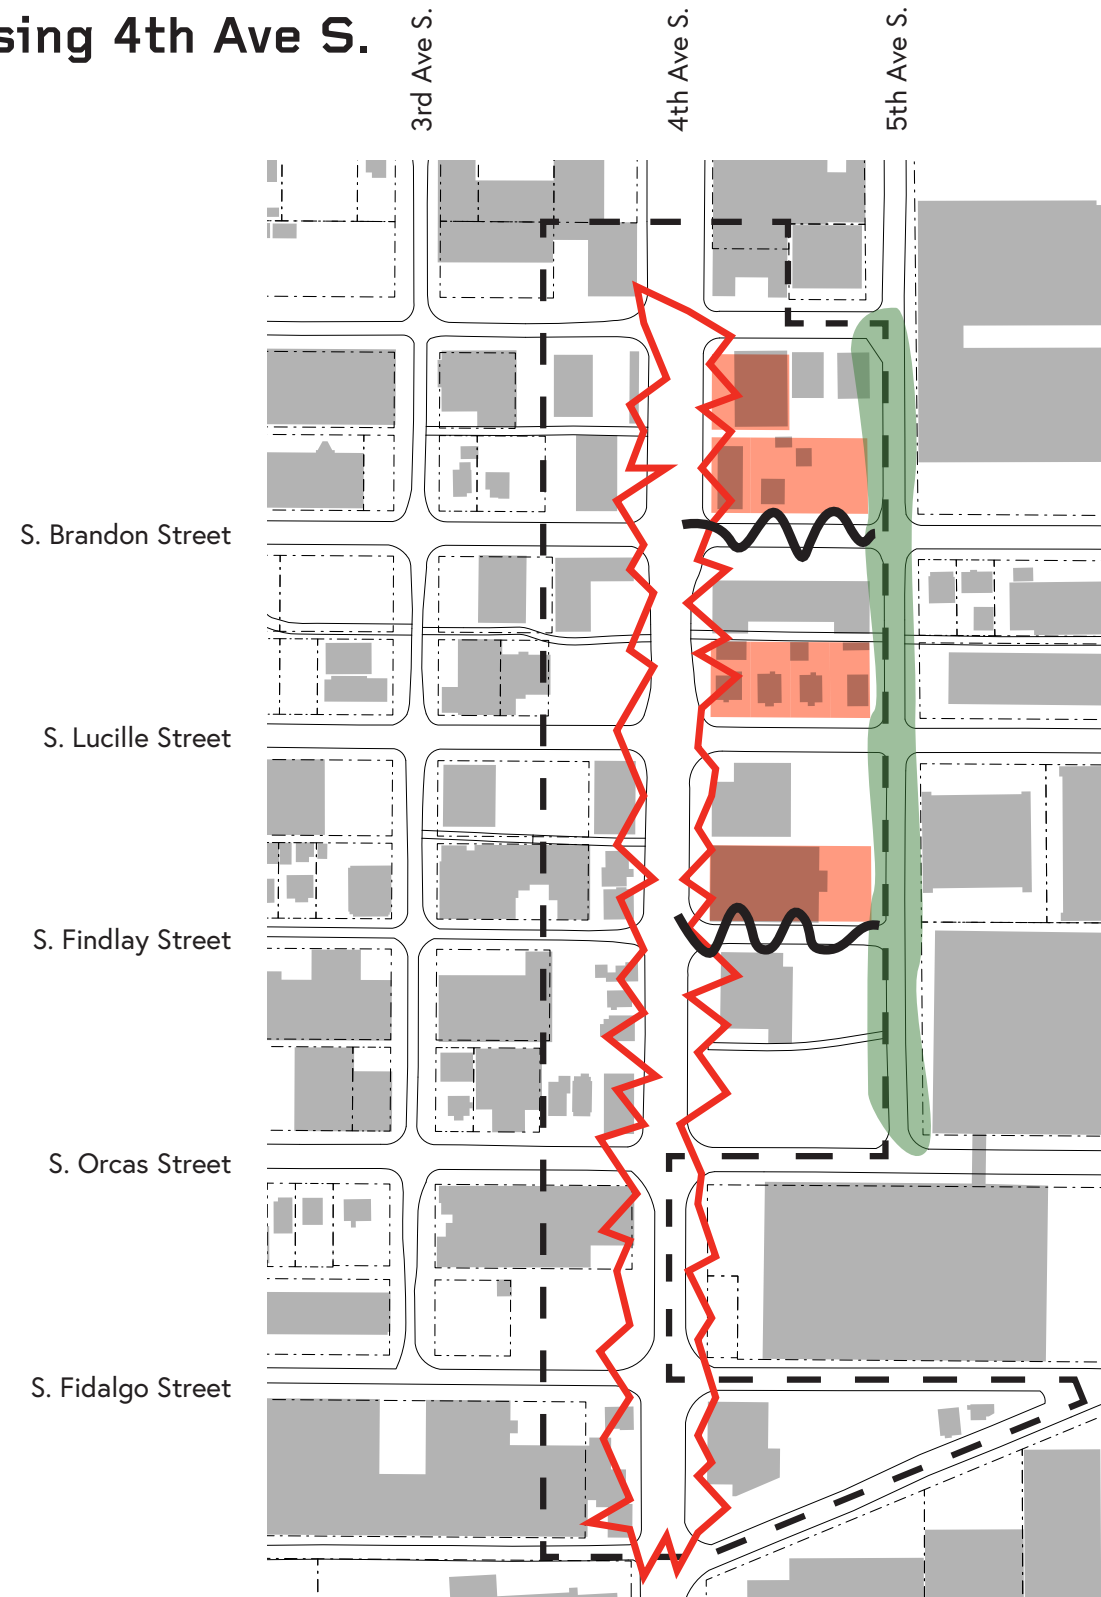 sing 4th Ave S.
3rd Ave S.
4th Ave S.
5th Ave S.
S. Brandon Street
S. Lucille Street
S. Findlay Street
S. Orcas Street
S. Fidalgo Street